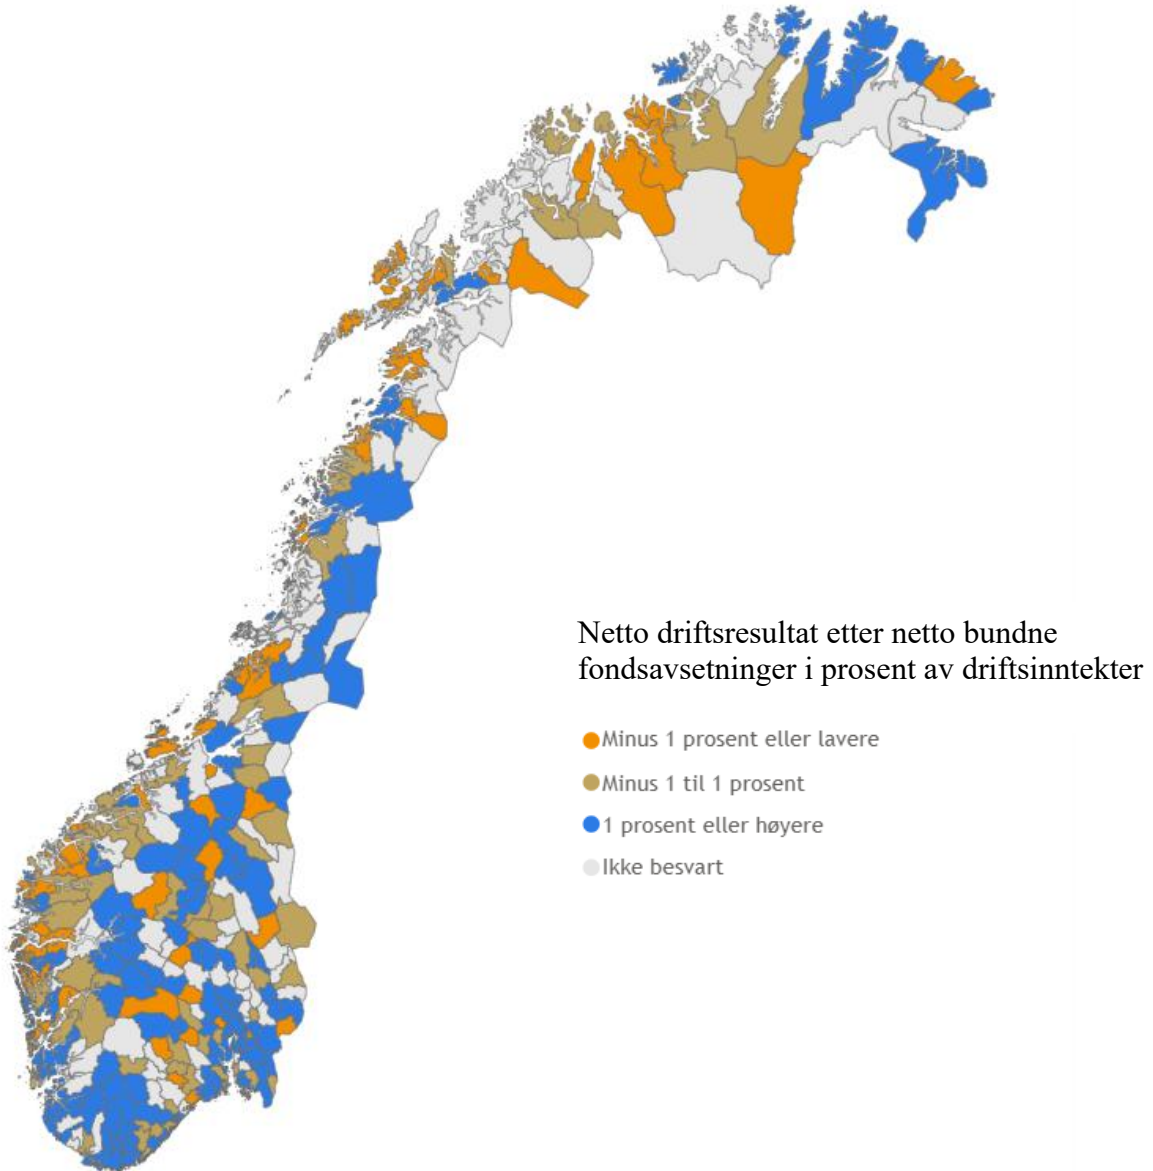 Netto driftsresultat etter netto bundne
fondsavsetninger i prosent av driftsinntekter
Minus 1 prosent eller lavere
Minus 1 til 1 prosent
1 prosent eller høyere
Ikke besvart